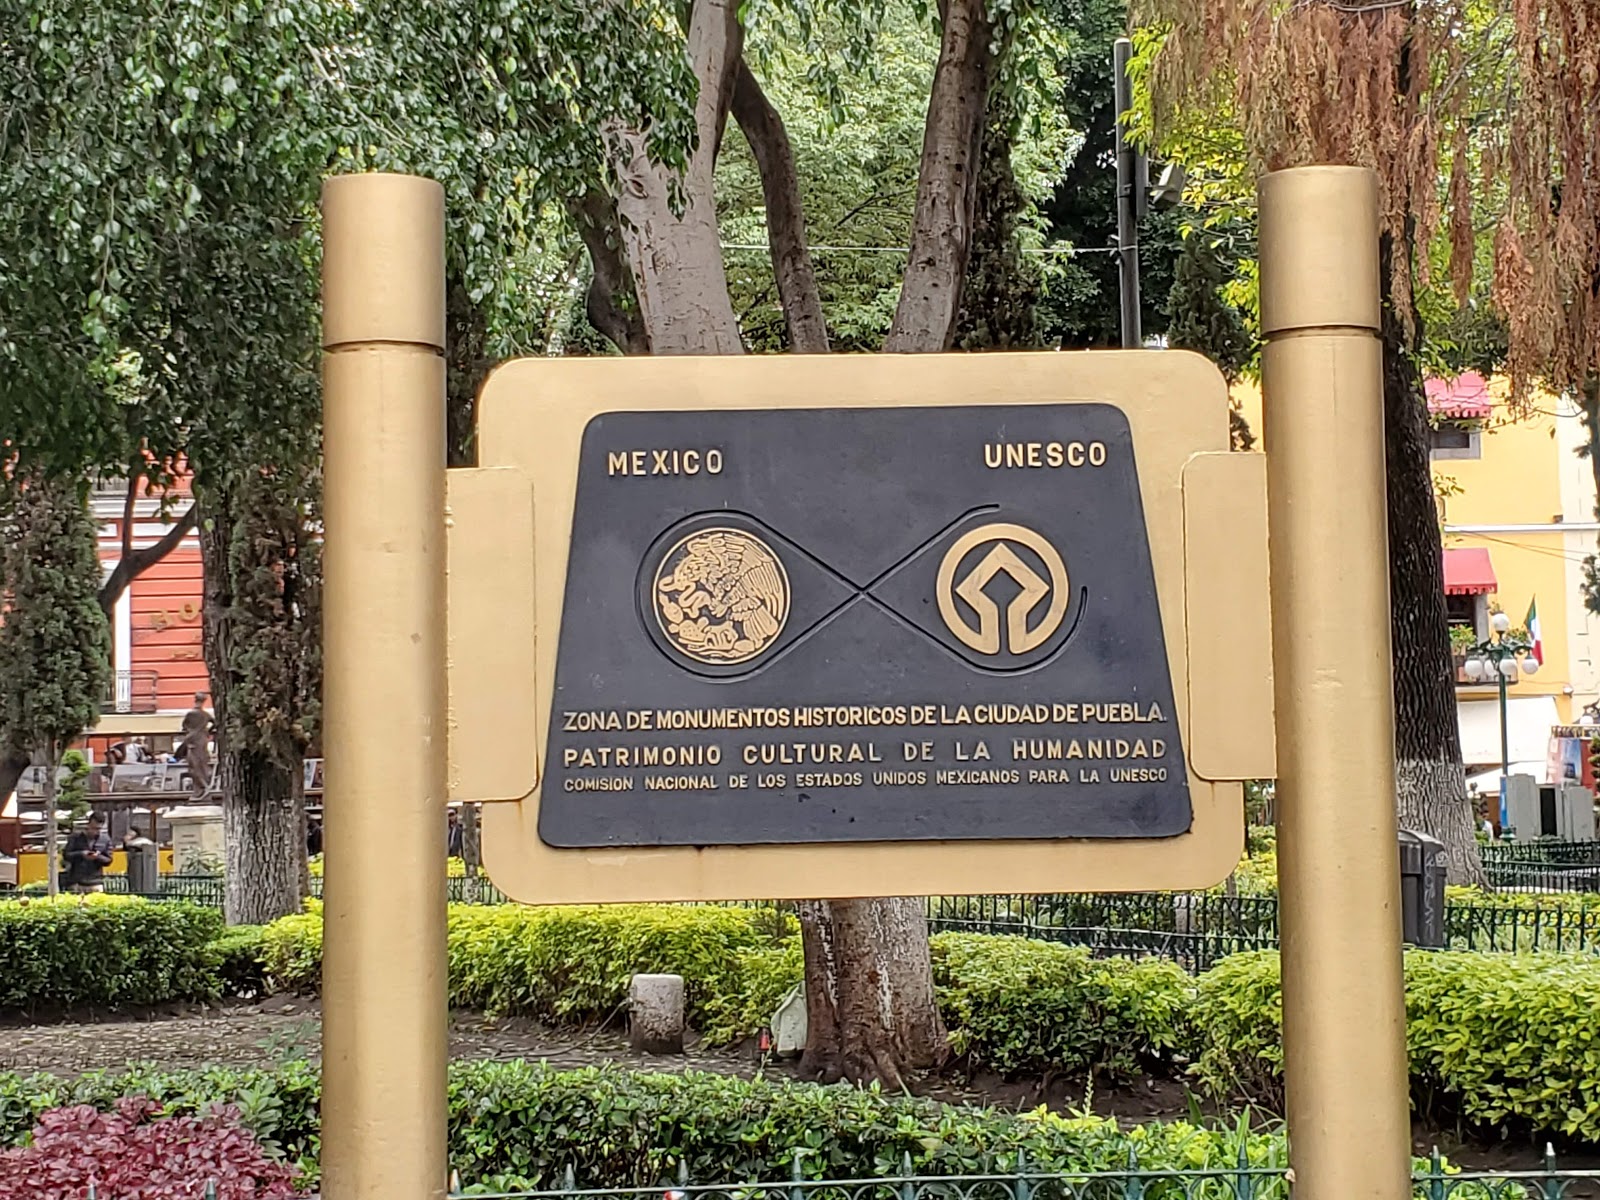 MEXICO UNESCO
ZONA DE MONUMENTOS HISTORICOS DE LA CIUDAD DE PUEBLA.
PATRIMONIO CULTURAL DE LA HUMANIDAD
COMISION NACIONAL DE LOS ESTADOS UNIDOS MEXICANOS PARA LA UNESCO